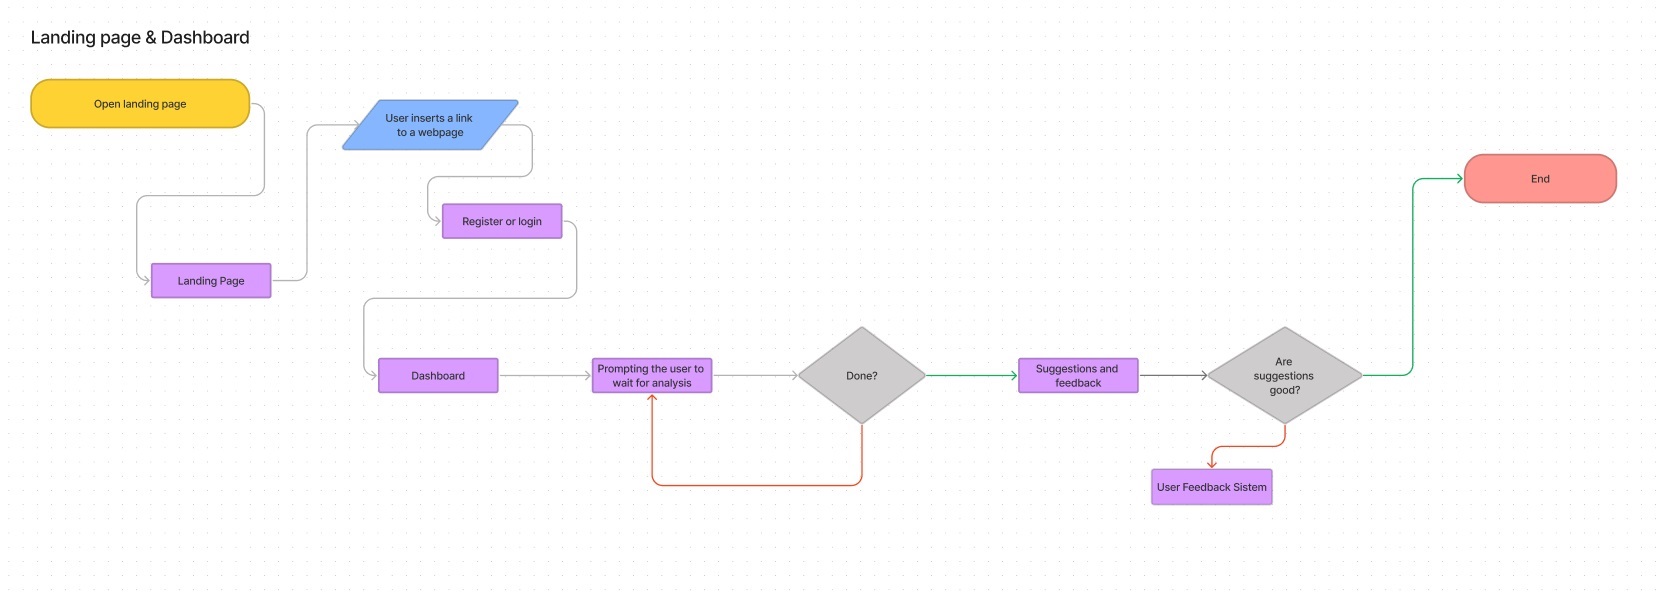 Landing page & Dashboard
Open landing page
User inserts a link
to a webpage
Register or login
Landing Page
End
Dashboard
Prompting the user to
wait for analysis
Done?
Suggestions and
feedback
Are
suggestions
good?
User Feedback Sistem